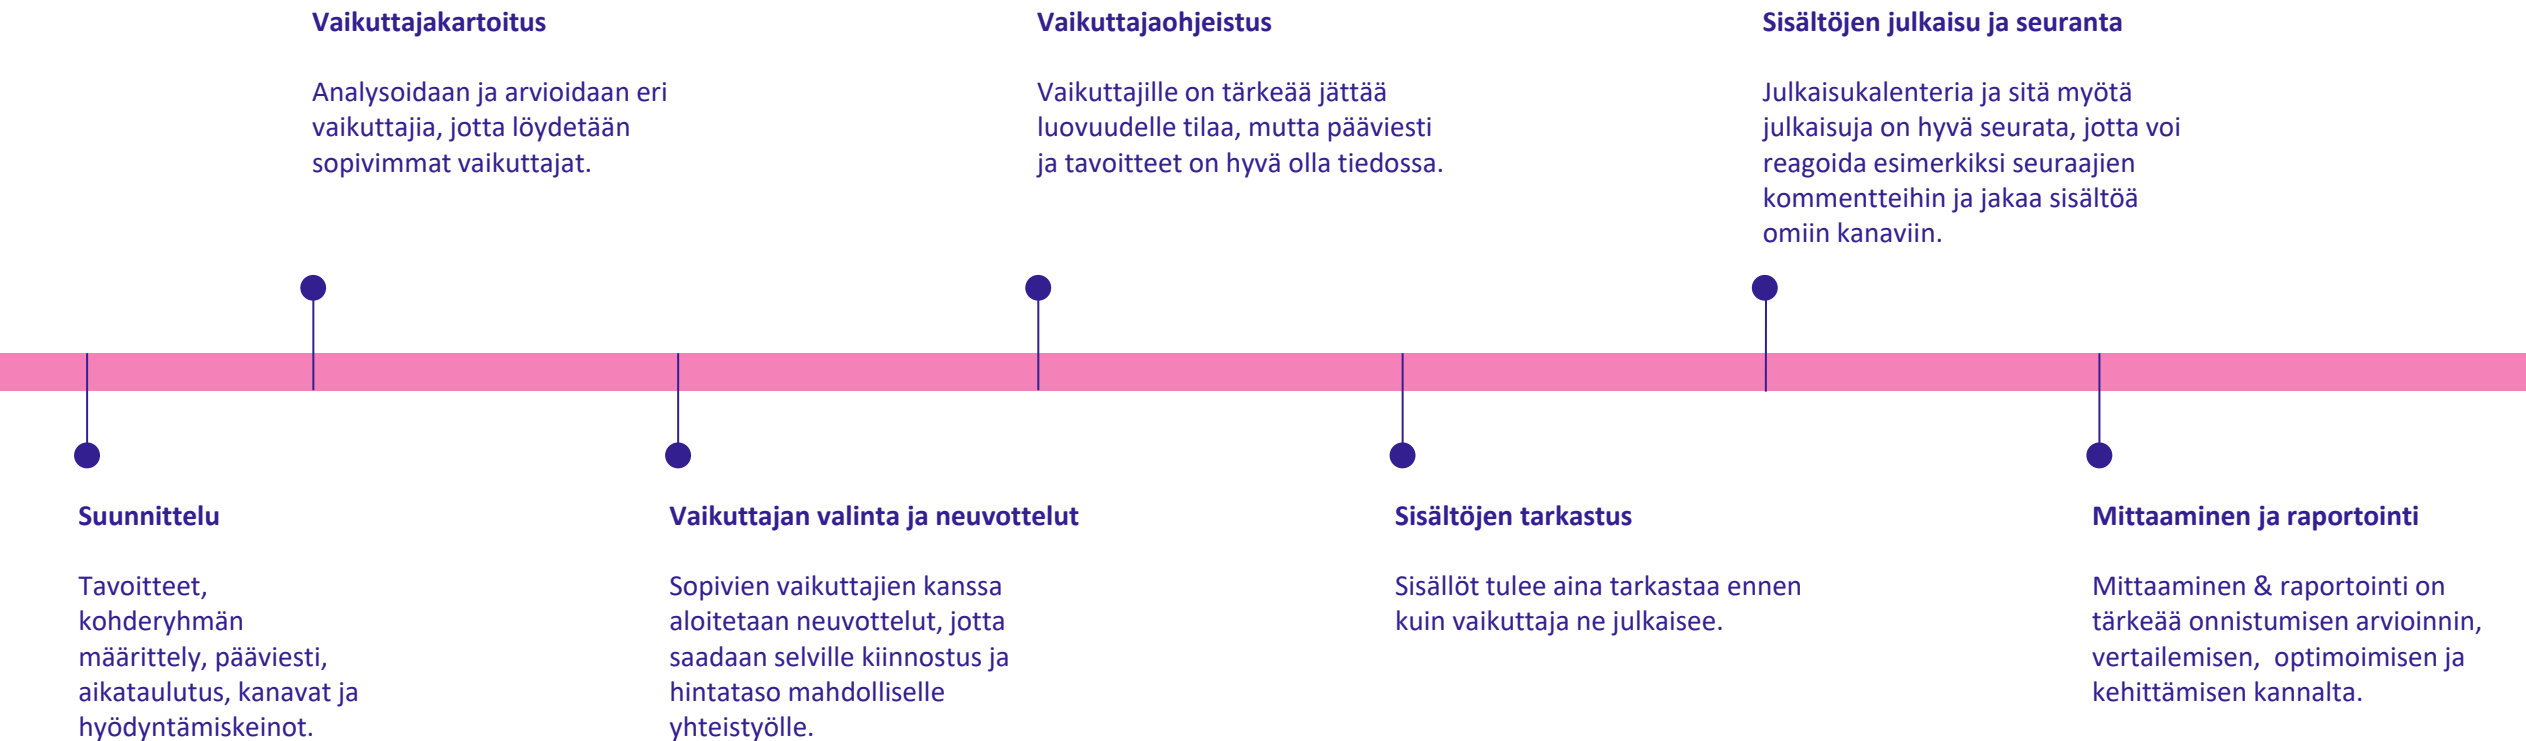 Vaikuttajakartoitus
Analysoidaan ja arvioidaan eri
vaikuttajia, jotta löydetään
sopivimmat vaikuttajat.
Vaikuttajaohjeistus
Vaikuttajille on tärkeää jättää
luovuudelle tilaa, mutta pääviesti
ja tavoitteet on hyvä olla tiedossa.
Sisältöjen julkaisu ja seuranta
Julkaisukalenteria ja sitä myötä
julkaisuja on hyvä seurata, jotta voi
reagoida esimerkiksi seuraajien
kommentteihin ja jakaa sisältöä
omiin kanaviin.
Suunnittelu
Tavoitteet,
kohderyhmän
määrittely, pääviesti,
aikataulutus, kanavat ja
hyödyntämiskeinot.
Vaikuttajan valinta ja neuvottelut
Sopivien vaikuttajien kanssa
aloitetaan neuvottelut, jotta
saadaan selville kiinnostus ja
hintataso mahdolliselle
yhteistyölle.
Sisältöjen tarkastus
Sisällöt tulee aina tarkastaa ennen
kuin vaikuttaja ne julkaisee.
Mittaaminen ja raportointi
Mittaaminen & raportointi on
tärkeää onnistumisen arvioinnin,
vertailemisen,  optimoimisen ja
kehittämisen kannalta.